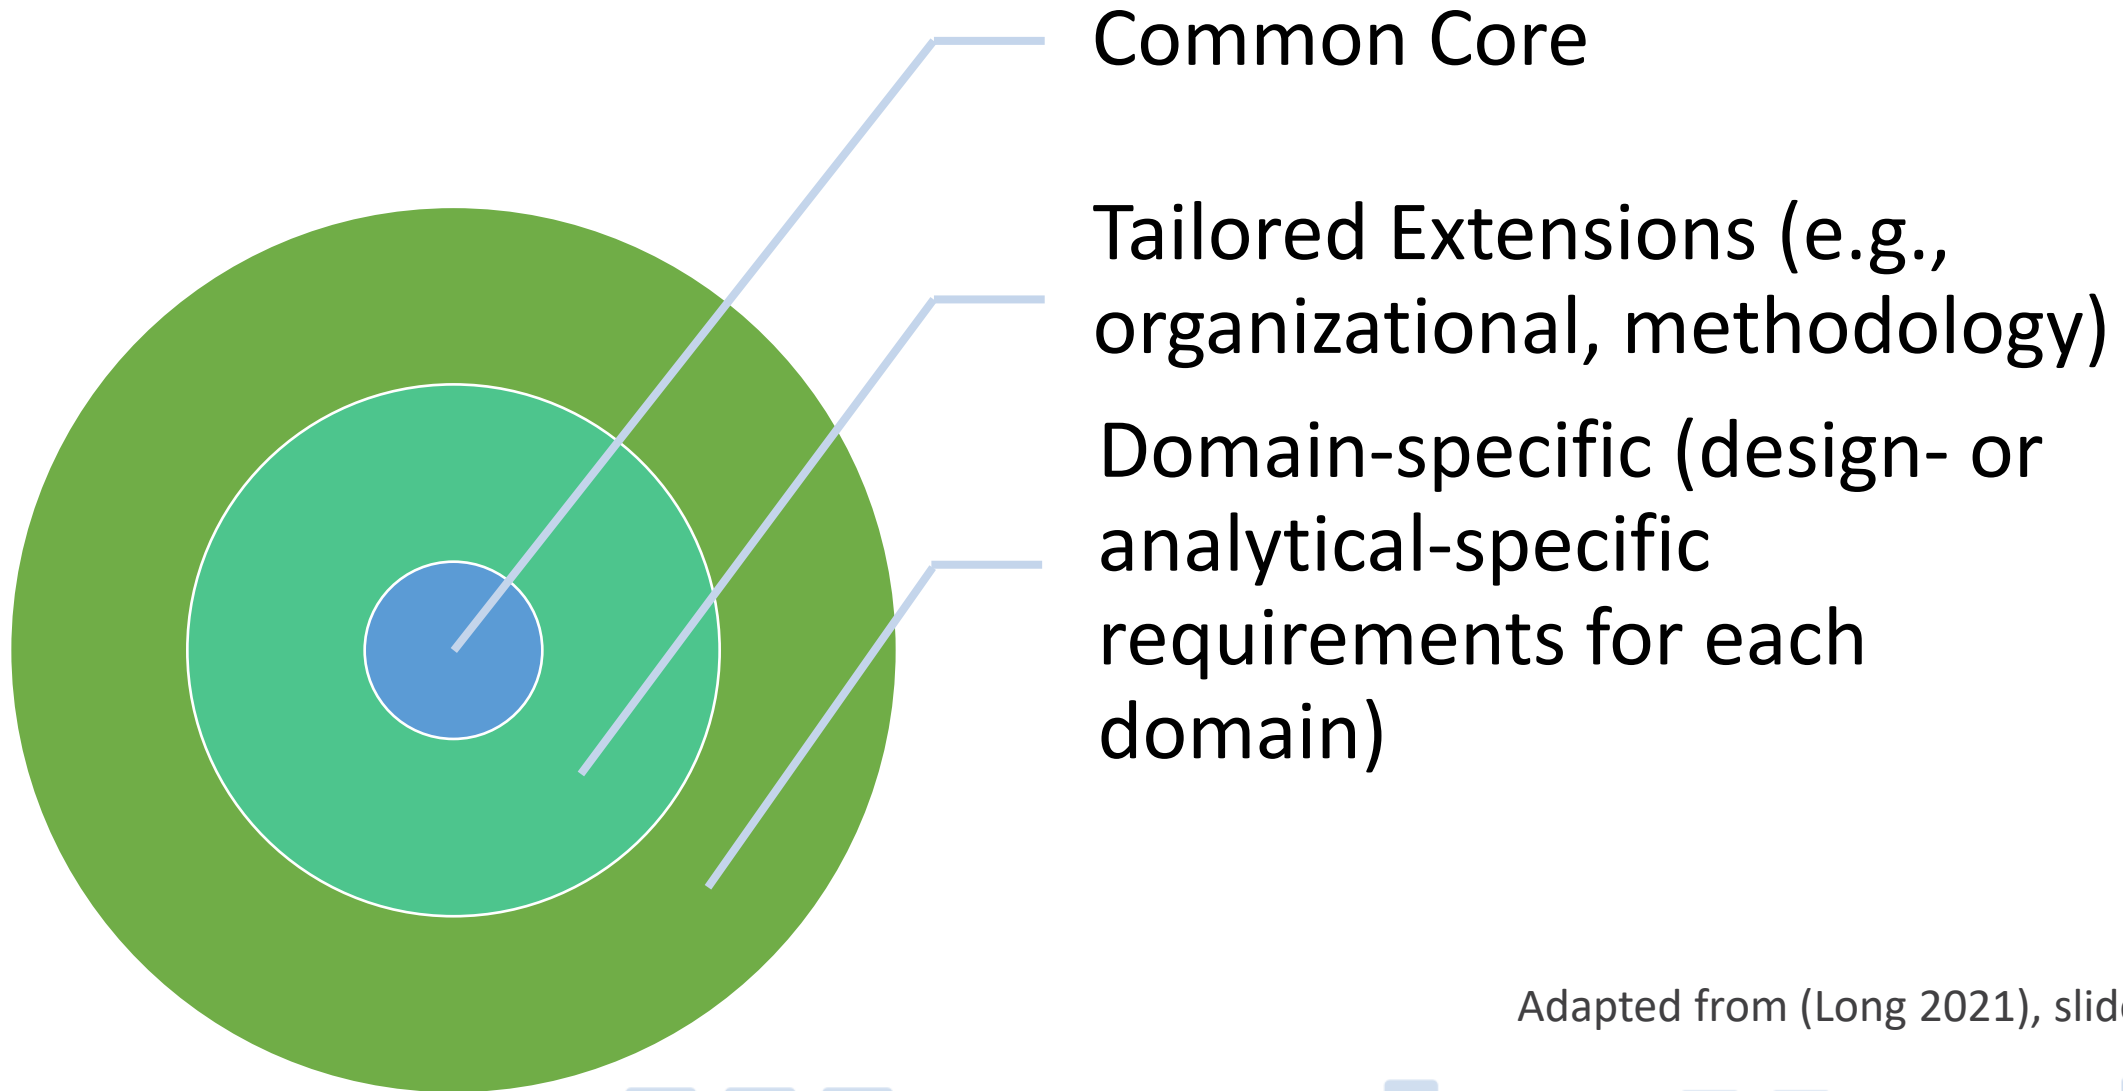 Common Core
Tailored Extensions (e.g.,
organizational, methodology)
Domain-specific (design- or
analytical-specific
requirements for each
domain)
Adapted from (Long 2021),